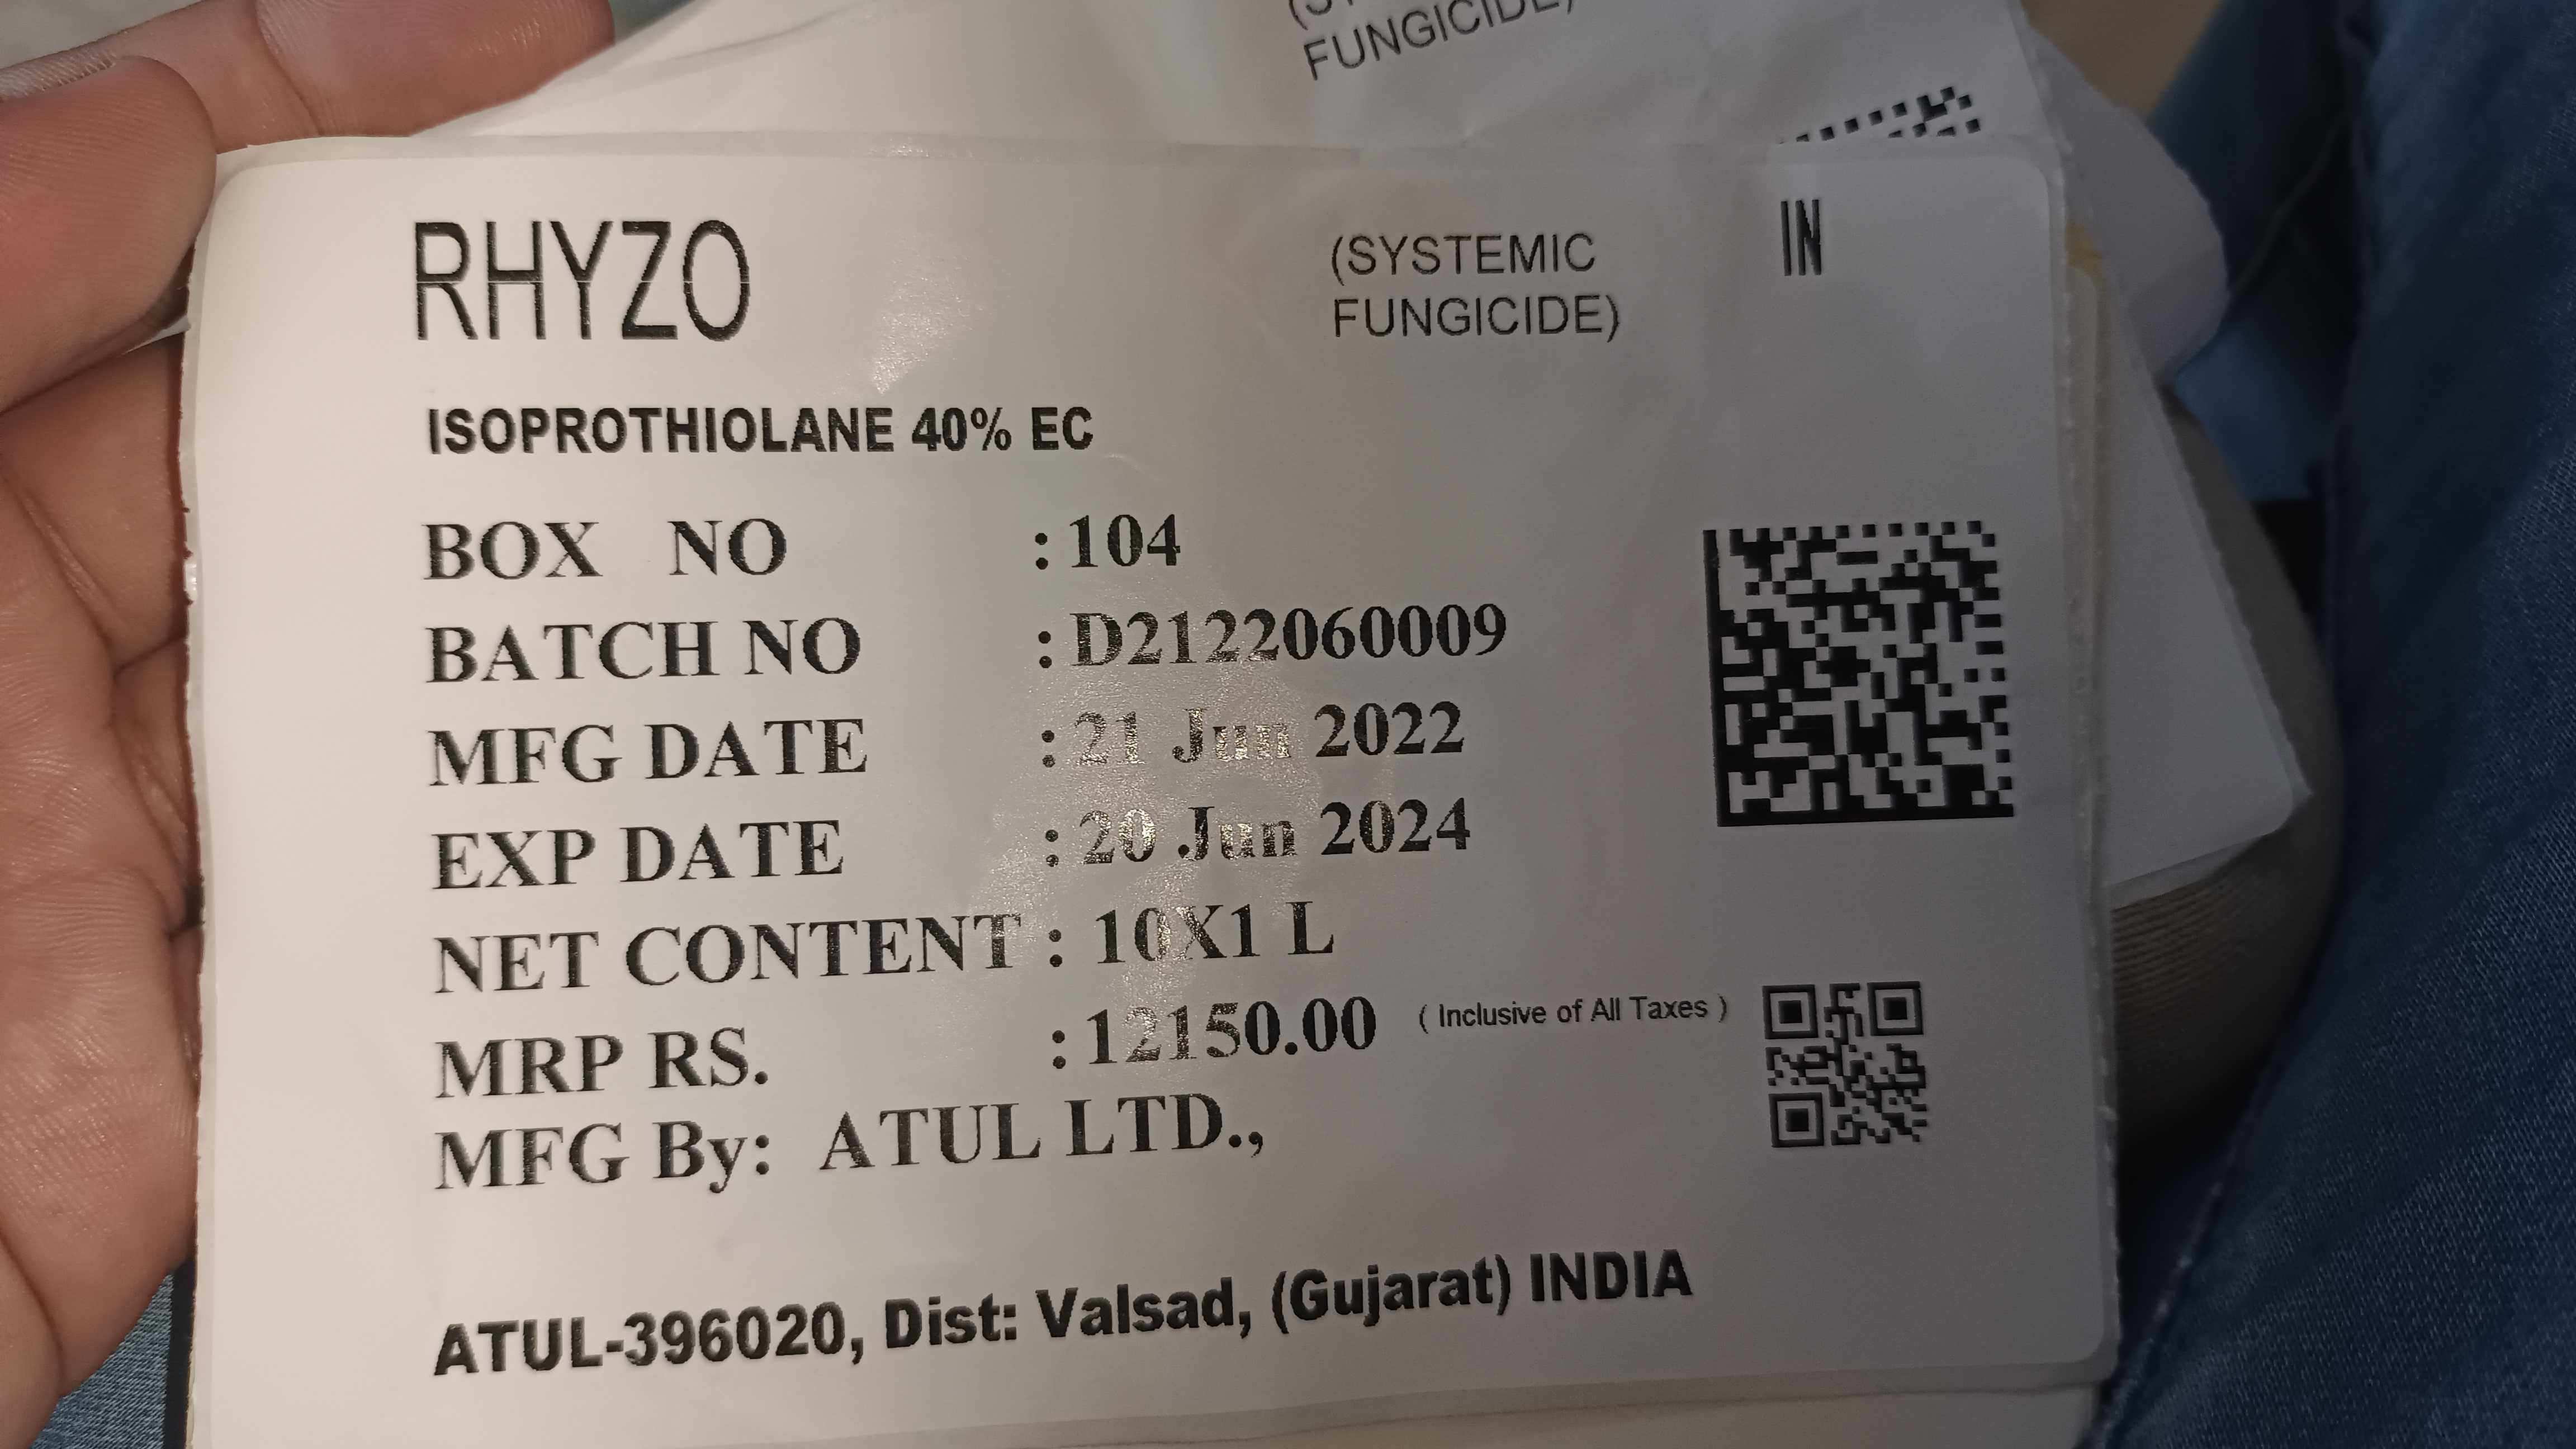 FUNGICIDE)
RHYZO
(SYSTEMIC
FUNGICIDE)
IN
ISOPROTHIOLANE 40% EC
BOX NO : 104
BATCH NO : D2122060009
MFG DATE : 21 Jun 2022
EXP DATE : 20 Jun 2024
NET CONTENT : 10X1 L
MRP RS. : 12150.00 ( Inclusive of All Taxes )
MFG By: ATUL LTD.,
ATUL-396020, Dist: Valsad, (Gujarat) INDIA